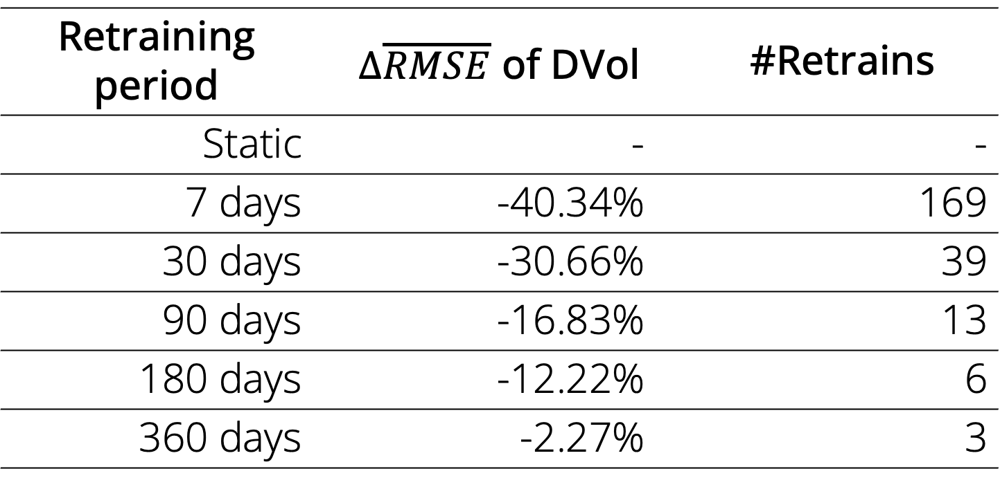 Retraining period Δ\overline{RMSE} of DVol #Retrains
Static - -
7 days -40.34% 169
30 days -30.66% 39
90 days -16.83% 13
180 days -12.22% 6
360 days -2.27% 3